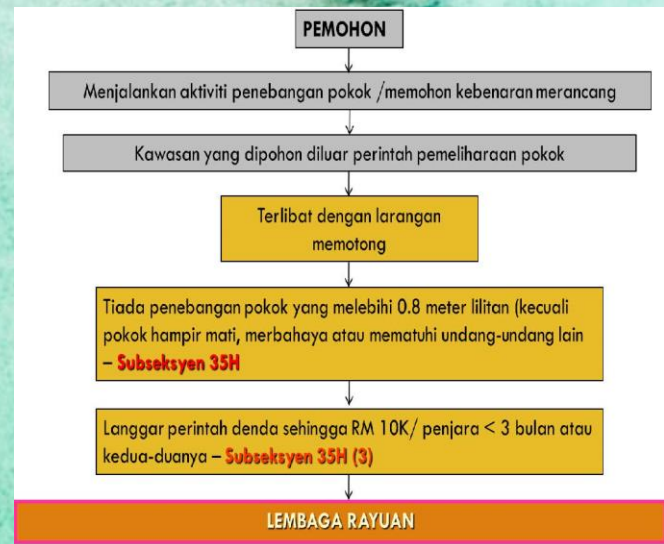 PEMOHON
Menjalankan aktiviti penebangan pokok /memohon kebenaran merancang
Kawasan yang dipohon diluar perintah pemeliharaan pokok
Terlibat dengan larangan
memotong
Tiada penebangan pokok yang melebihi 0.8 meter lilitan (kecuali
pokok hampir mati, merbahaya atau mematuhi undang-undang lain
– Subseksyen 35H
Langgar perintah denda sehingga RM 10K/ penjara < 3 bulan atau
kedua-duanya – Subseksyen 35H (3)
LEMBAGA RAYUAN